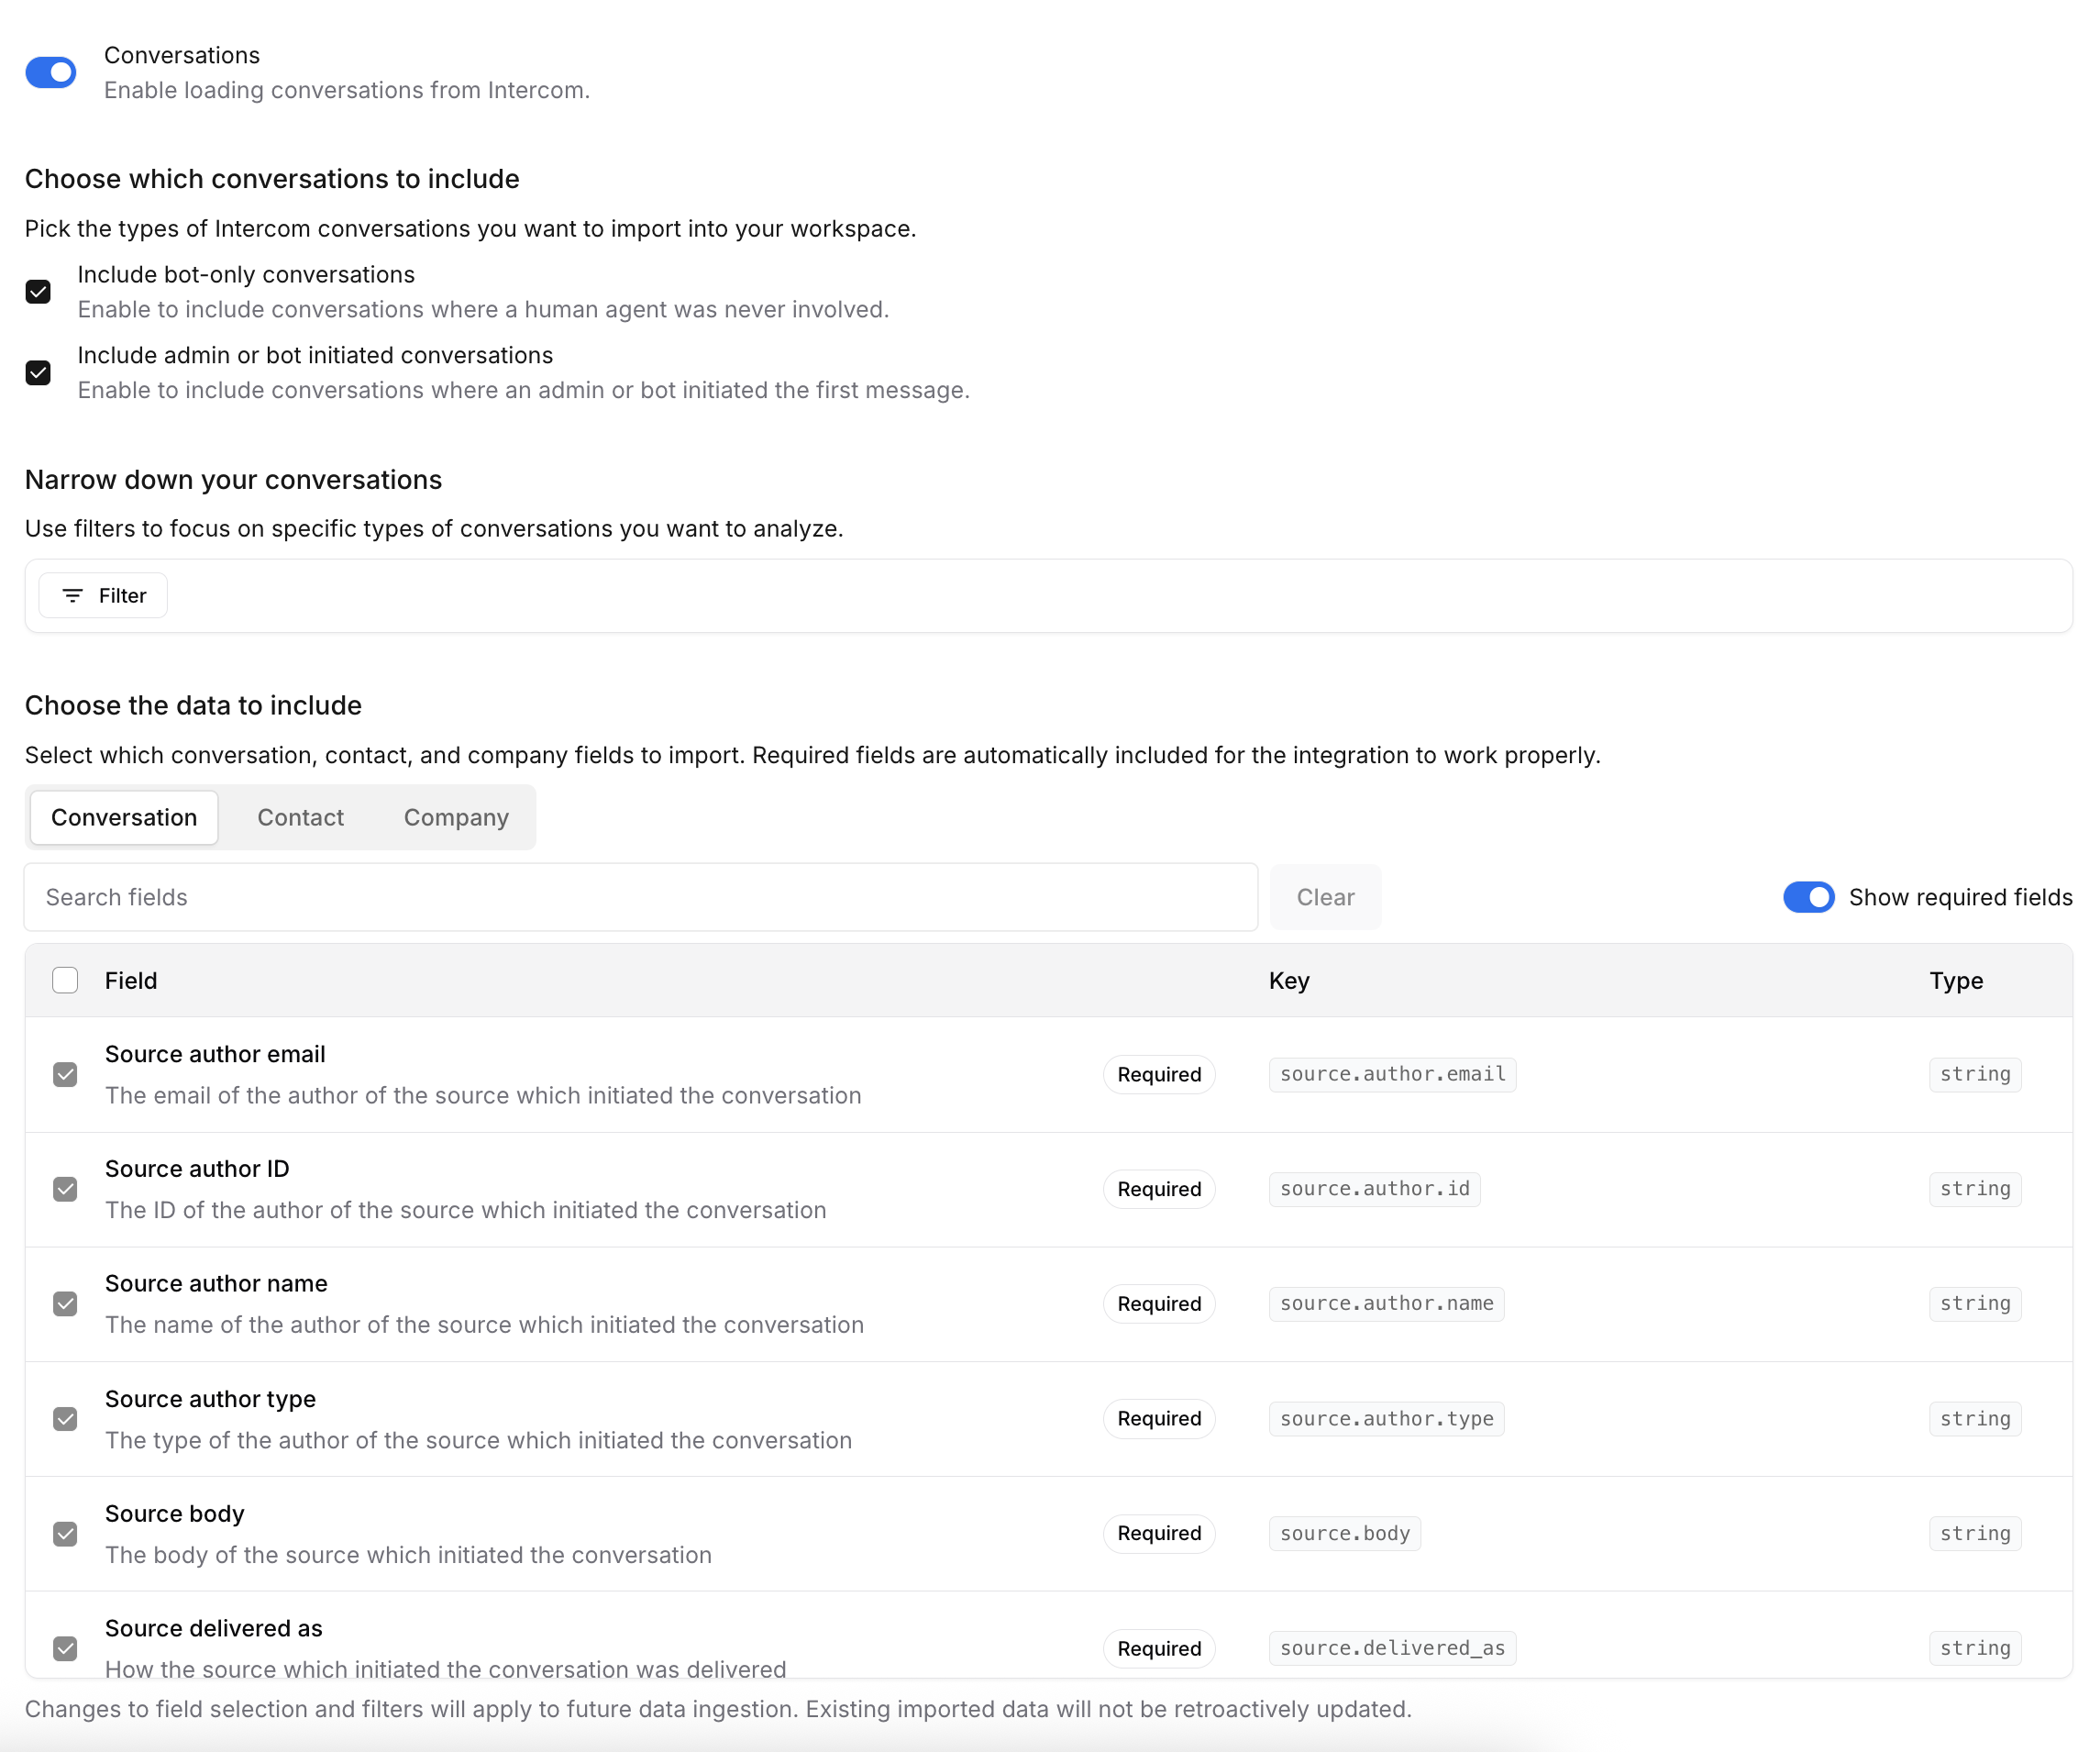 Conversations
Enable loading conversations from Intercom.
Choose which conversations to include
Pick the types of Intercom conversations you want to import into your workspace.
Include bot-only conversations
Enable to include conversations where a human agent was never involved.
Include admin or bot initiated conversations
Enable to include conversations where an admin or bot initiated the first message.
Narrow down your conversations
Use filters to focus on specific types of conversations you want to analyze.
Filter
Choose the data to include
Select which conversation, contact, and company fields to import. Required fields are automatically included for the integration to work properly.
Conversation Contact Company
Search fields Clear Show required fields
Field Key Type
Source author email
The email of the author of the source which initiated the conversation
Required source.author.email string
Source author ID
The ID of the author of the source which initiated the conversation
Required source.author.id string
Source author name
The name of the author of the source which initiated the conversation
Required source.author.name string
Source author type
The type of the author of the source which initiated the conversation
Required source.author.type string
Source body
The body of the source which initiated the conversation
Required source.body string
Source delivered as
How the source which initiated the conversation was delivered
Required source.delivered_as string
Changes to field selection and filters will apply to future data ingestion. Existing imported data will not be retroactively updated.